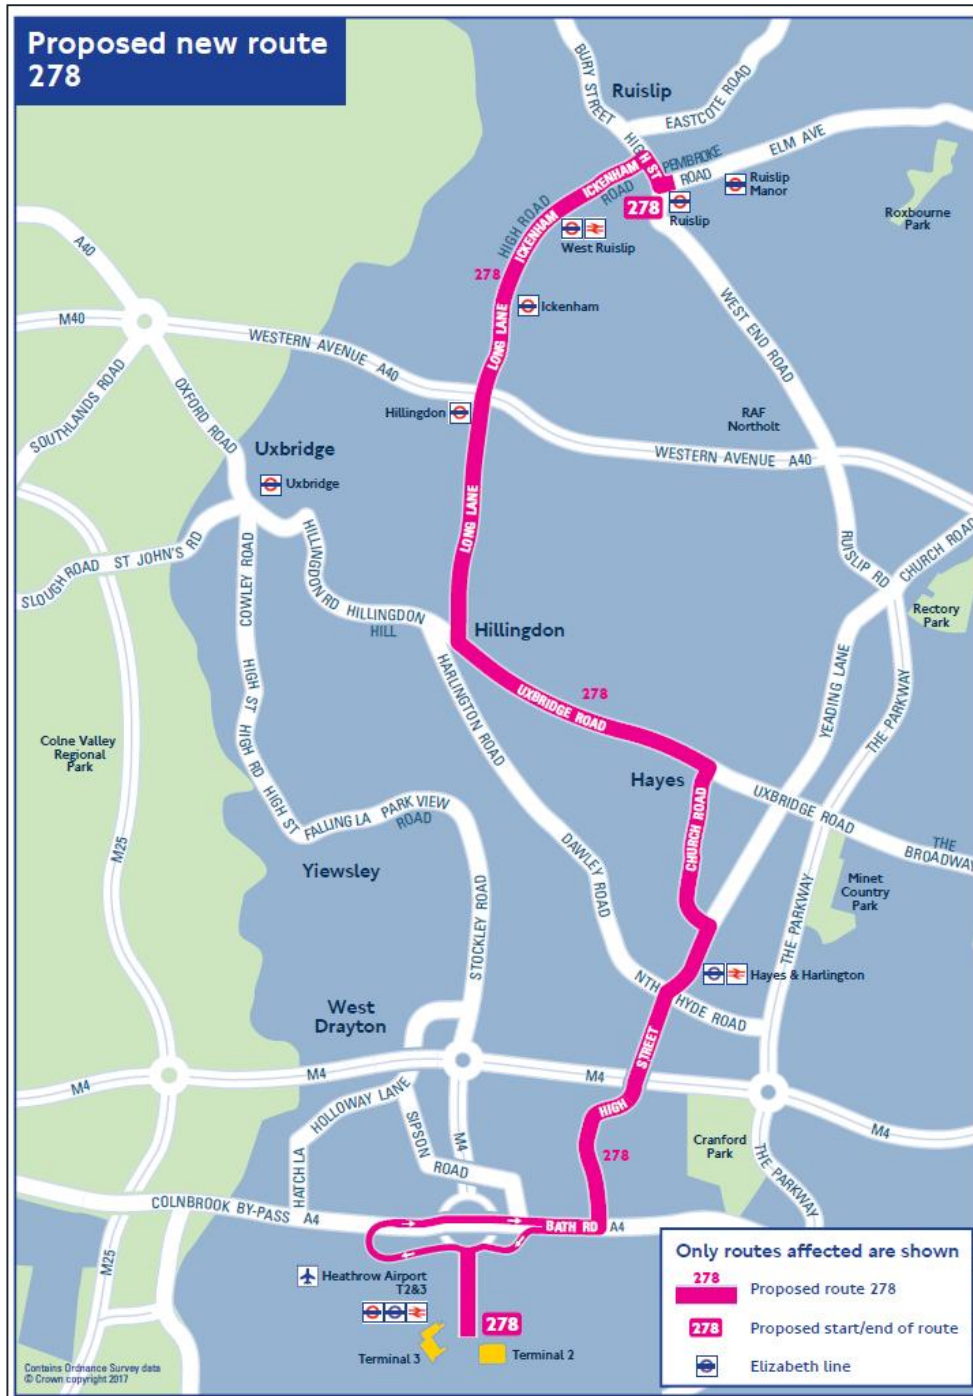 Proposed new route
278
Ruislip
BURY STREET
EASTCOTE ROAD
HIGH ST
PEMBROKE
ROAD
ELM AVE
Ruislip
Manor
Ruislip
278
Roxbourne
Park
ICKENHAM
ROAD
HIGH ROAD
ICKENHAM
West Ruislip
278
Ickenham
LONG LANE
WEST END ROAD
A40
M40
WESTERN AVENUE A40
SOUTHLANDS ROAD
OXFORD ROAD
Hillingdon
RAF
Northolt
WESTERN AVENUE A40
Uxbridge
Uxbridge
LONG LANE
SLOUGH ROAD
ST JOHN'S RD
COWLEY ROAD
HILLINGDON RD
HILLINGDON
HILL
RUISLIP RD
CHURCH ROAD
Rectory
Park
Hillingdon
HARLINGTON ROAD
278
UXBRIDGE ROAD
YEADING LANE
THE PARKWAY
HIGH ST
HIGH RD
HIGH ST
Colne Valley
Regional
Park
Hayes
UXBRIDGE ROAD
THE
BROADWAY
CHURCH ROAD
M25
FALLING LA
PARK VIEW
ROAD
Yiewsley
DAWLEY ROAD
Minet
Country
Park
THE PARKWAY
STOCKLEY ROAD
Hayes & Harlington
NTH HYDE ROAD
West
Drayton
STREET
M4
M4
M4
M4
HIGH
HOLLOWAY LANE
SIPSON
ROAD
M4
HATCH LA
278
Cranford
Park
THE PARKWAY
COLNBROOK BY-PASS A4
BATH RD
A4
M25
Heathrow Airport
T2&3
278
Terminal 3
Terminal 2
Only routes affected are shown
278
Proposed route 278
278
Proposed start/end of route
Elizabeth line
Contains Ordnance Survey data
© Crown copyright 2017